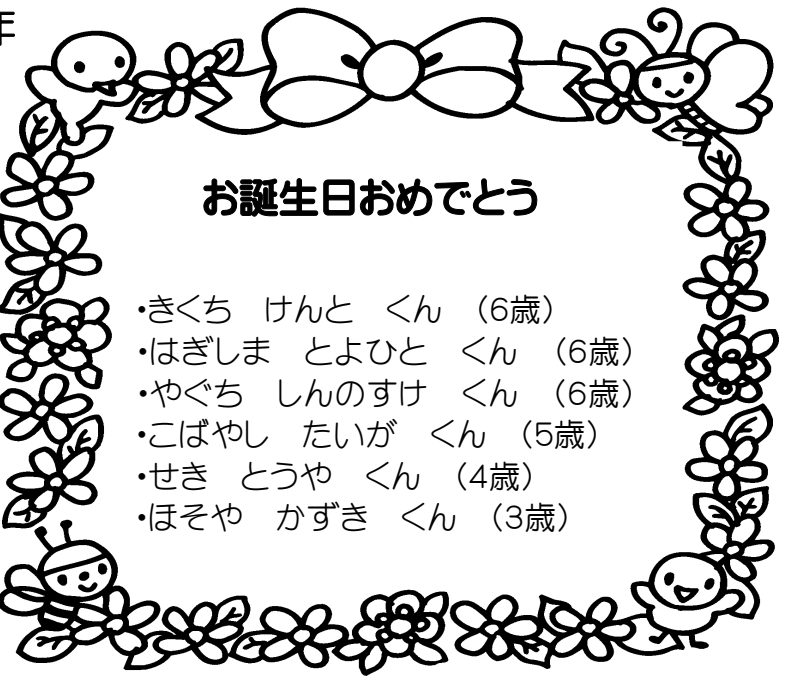 年
お誕生日おめでとう
・きくち　けんと　くん　（6歳）
・はぎしま　とよひと　くん　（6歳）
・やぐち　しんのすけ　くん　（6歳）
・こばやし　たいが　くん　（5歳）
・せき　とうや　くん　（4歳）
・ほそや　かずき　くん　（3歳）